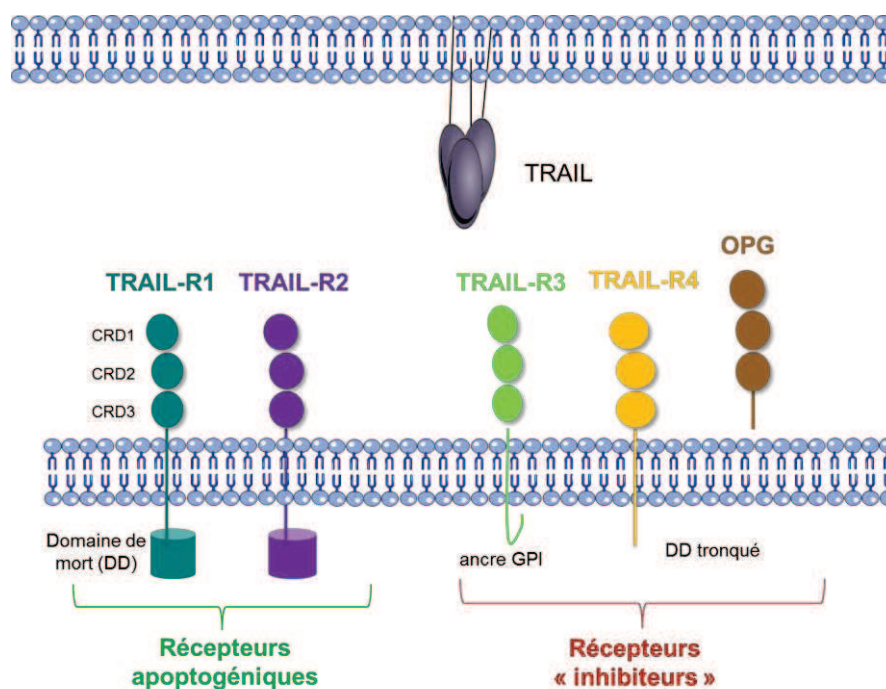 TRAIL
OPG
TRAIL-R1
TRAIL-R2
TRAIL-R3
TRAIL-R4
CRD1
CRD2
CRD3
Domaine de
mort (DD)
ancre GPI
DD tronqué
Récepteurs
apoptogéniques
Récepteurs
« inhibiteurs »